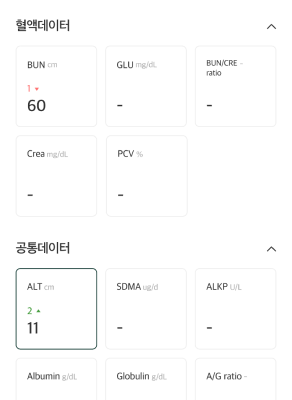 혈액데이터
BUN cm
1 ▼
60
GLU mg/dL
-
BUN/CRE -
ratio
-
Crea mg/dL
-
PCV %
-
공통데이터
ALT cm
2 ▲
11
SDMA ug/d
-
ALKP U/L
-
Albumin g/dL
Globulin g/dL
A/G ratio -